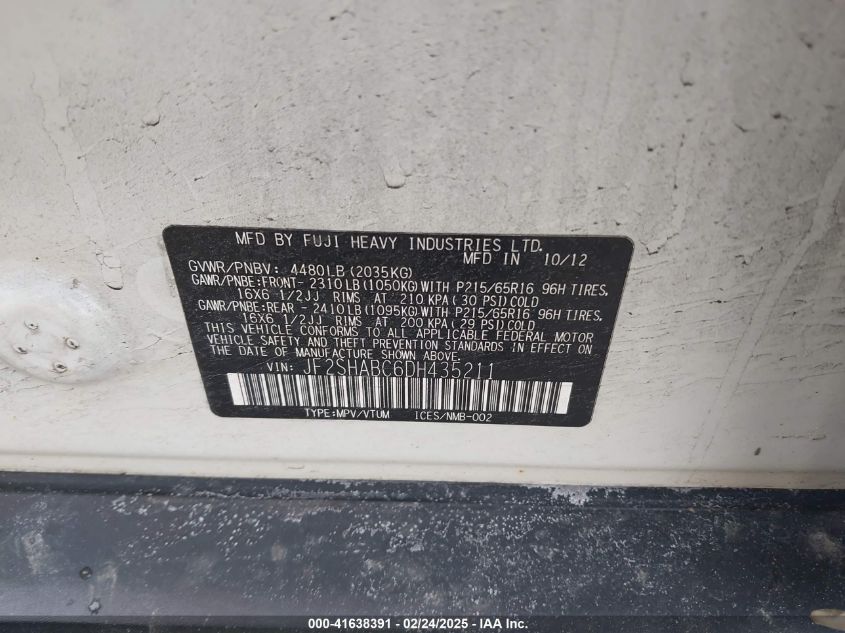 MFD BY FUJI HEAVY INDUSTRIES LTD.
MFD IN 10/12
GVWR/PNBV: 4480LB(2035KG)
GAWR/PNBE:FRONT- 2310LB(1050KG)WITH P215/65R16 96H TIRES,
16X6 1/2JJ RIMS AT 210 KPA( 30 PSI)COLD
GAWR/PNBE:REAR - 2410LB(1095KG)WITH P215/65R16 96H TIRES,
16X6 1/2JJ RIMS AT 200 KPA(29 PSI)COLD
THIS VEHICLE CONFORMS TO ALL APPLICABLE FEDERAL MOTOR
VEHICLE SAFETY AND THEFT PREVENTION STANDARDS IN EFFECT ON
THE DATE OF MANUFACTURE SHOWN ABOVE.
VIN: JF2SHABC6DH435211
TYPE:MPV/VTUM ICES/NMB-002
000-41638391 - 02/24/2025 - © IAA Inc.